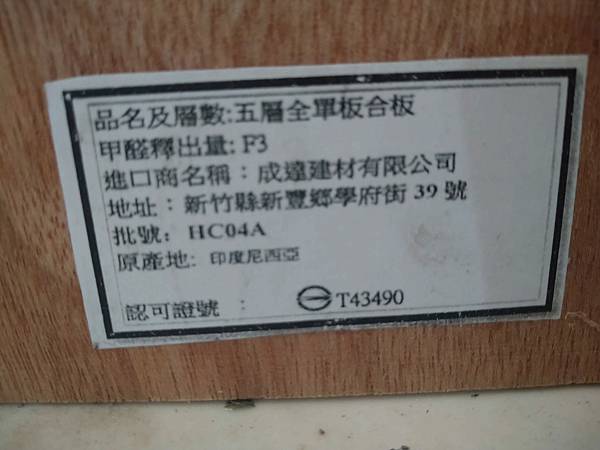 品名及層數:五層全單板合板
甲醛釋出量: F3
進口商名稱：成達建材有限公司
地址：新竹縣新豐鄉學府街 39 號
批號： HC04A
原產地: 印度尼西亞
認可證號 ： T43490